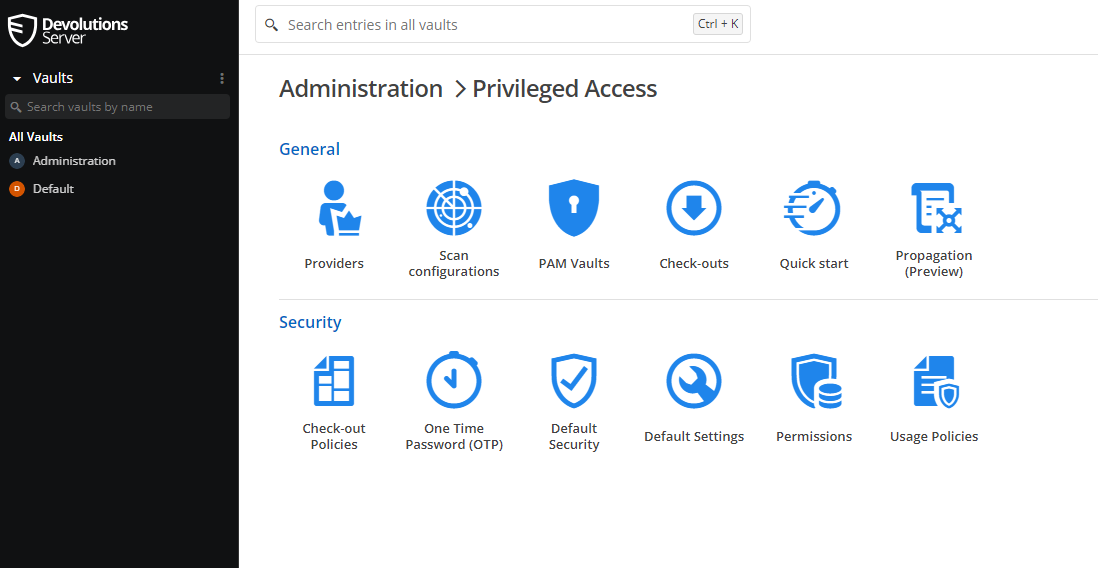 Devolutions
Server
Search entries in all vaults
Ctrl + K
Vaults
Search vaults by name
All Vaults
A Administration
D Default
Administration > Privileged Access
General
Providers
Scan
configurations
PAM Vaults
Check-outs
Quick start
Propagation
(Preview)
Security
Check-out
Policies
One Time
Password (OTP)
Default
Security
Default Settings
Permissions
Usage Policies